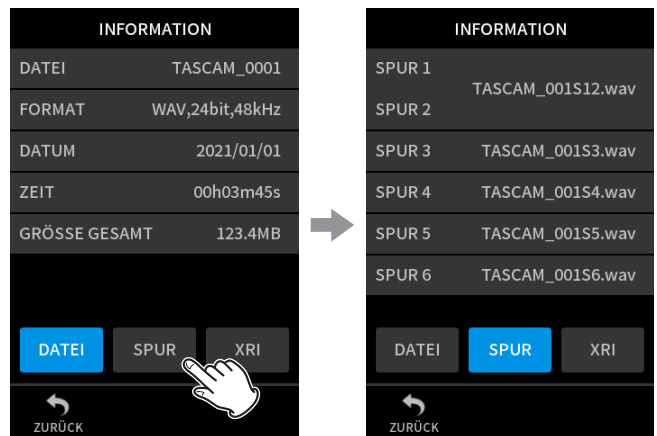 INFORMATION
DATEI TASCAM_0001
FORMAT WAV,24bit,48kHz
DATUM 2021/01/01
ZEIT 00h03m45s
GRÖSSE GESAMT 123.4MB
DATEI SPUR XRI
ZURÜCK
INFORMATION
SPUR 1
TASCAM_001S12.wav
SPUR 2
SPUR 3 TASCAM_001S3.wav
SPUR 4 TASCAM_001S4.wav
SPUR 5 TASCAM_001S5.wav
SPUR 6 TASCAM_001S6.wav
DATEI SPUR XRI
ZURÜCK